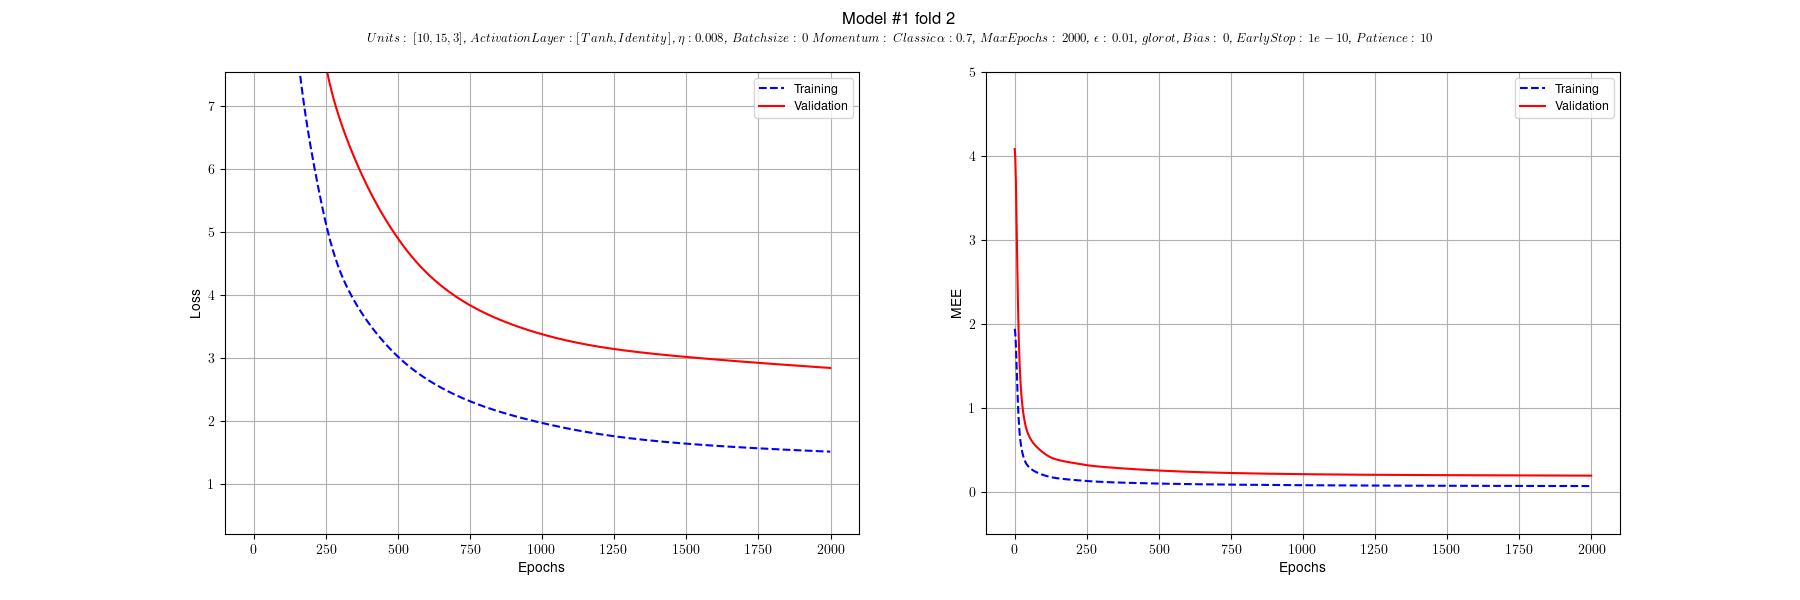 Model #1 fold 2
Units : [10, 15, 3], ActivationLayer : [Tanh, Identity], η : 0.008, Batchsize : 0 Momentum : Classicα : 0.7, MaxEpochs : 2000, ϵ : 0.01, glorot, Bias : 0, EarlyStop : 1e − 10, Patience : 10
Training
Validation
7
6
5
4
3
2
1
Loss
0 250 500 750 1000 1250 1500 1750 2000
Epochs
Training
Validation
5
4
3
2
1
0
MEE
0 250 500 750 1000 1250 1500 1750 2000
Epochs